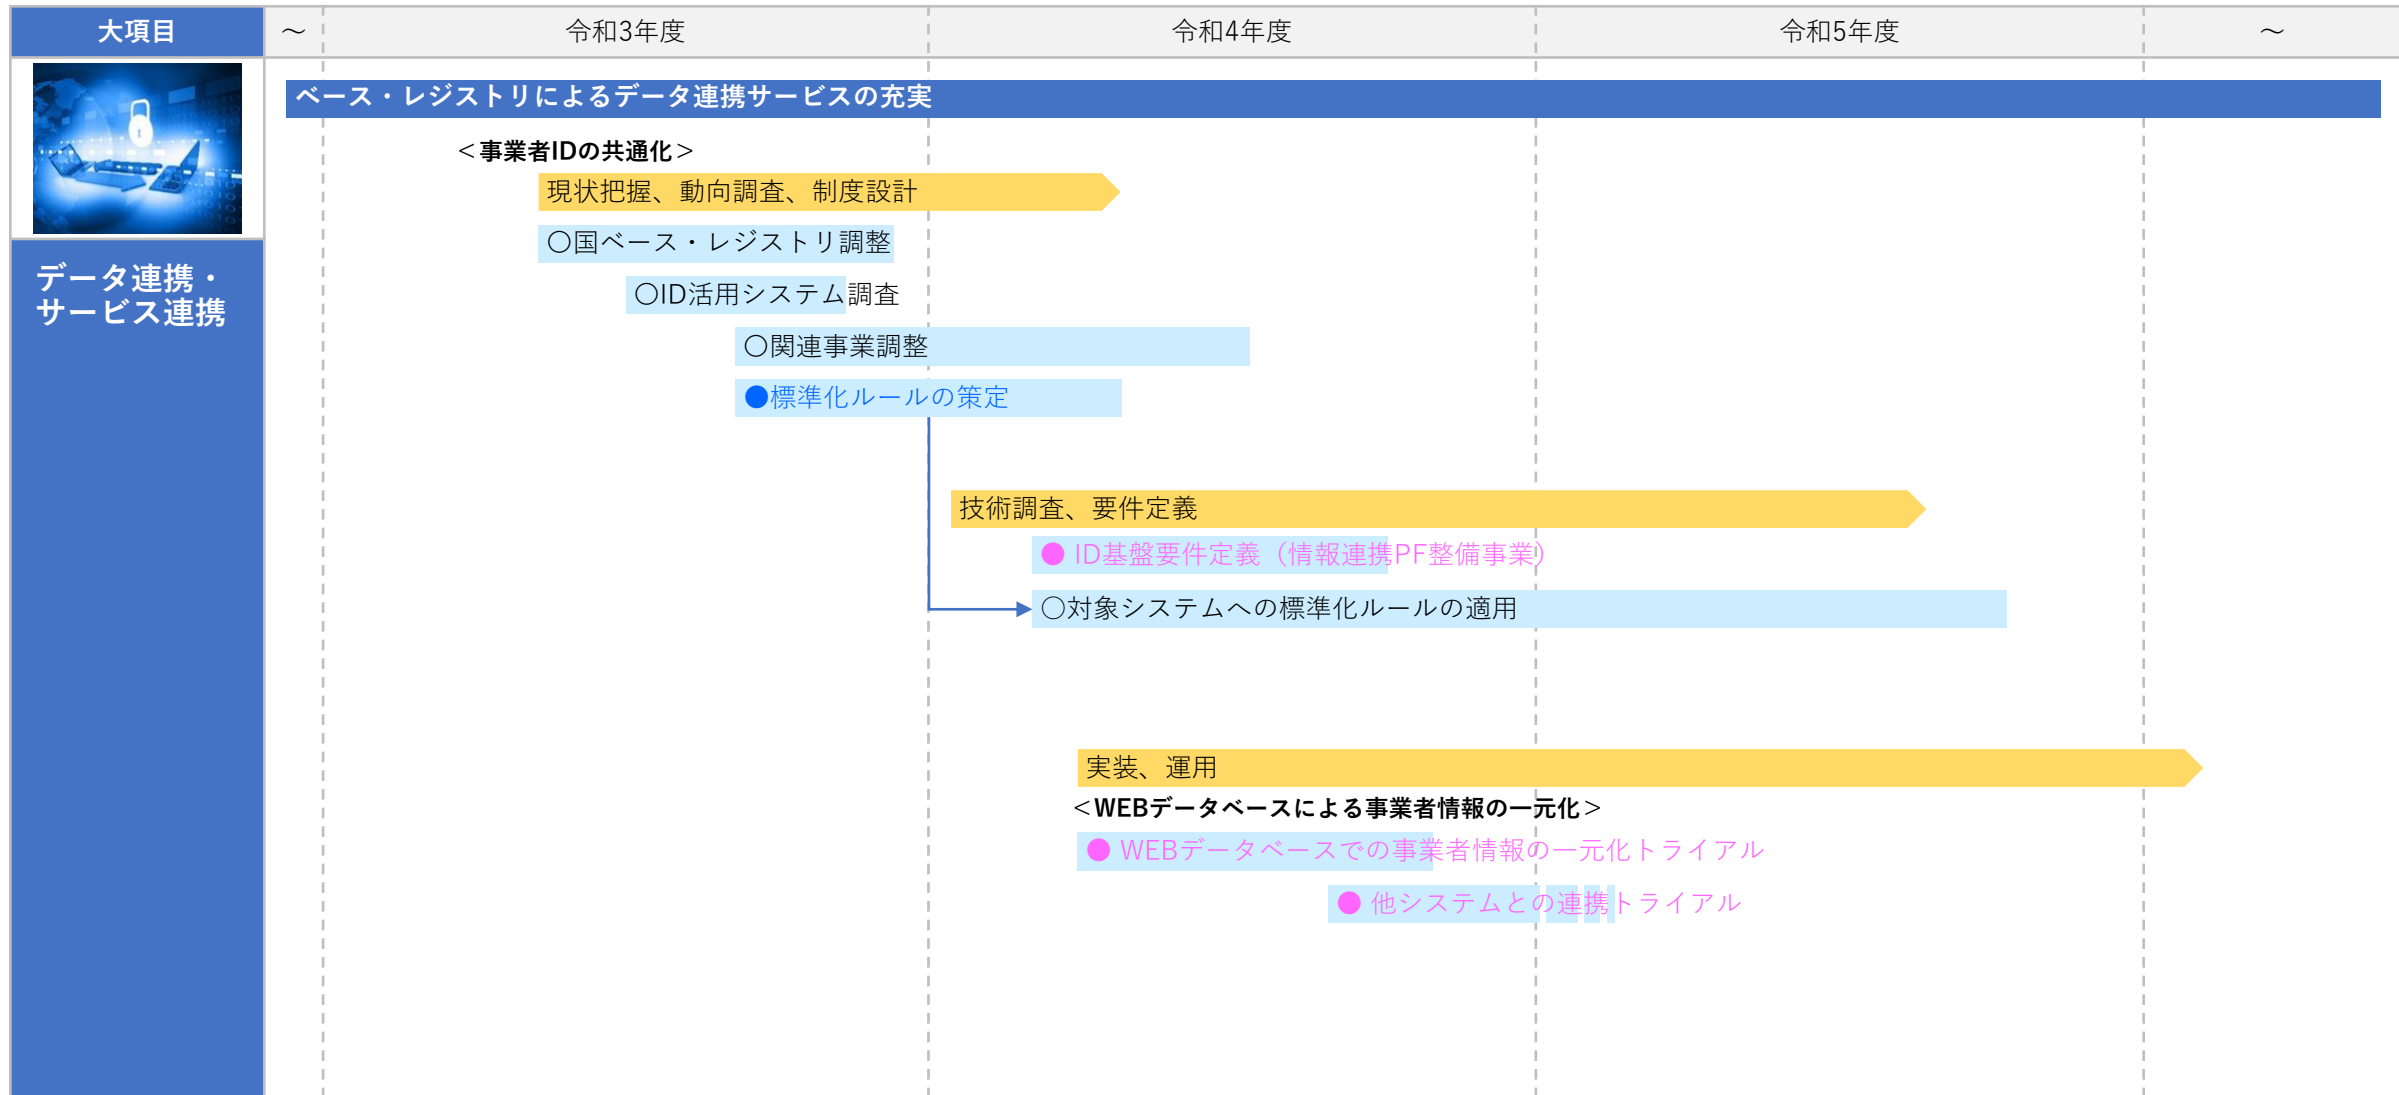 大項目
～
令和3年度
令和4年度
令和5年度
～
データ連携・
サービス連携
ベース・レジストリによるデータ連携サービスの充実
＜事業者IDの共通化＞
現状把握、動向調査、制度設計
〇国ベース・レジストリ調整
〇ID活用システム調査
〇関連事業調整
●標準化ルールの策定
技術調査、要件定義
● ID基盤要件定義（情報連携PF整備事業）
〇対象システムへの標準化ルールの適用
実装、運用
＜WEBデータベースによる事業者情報の一元化＞
● WEBデータベースでの事業者情報の一元化トライアル
● 他システムとの連携トライアル